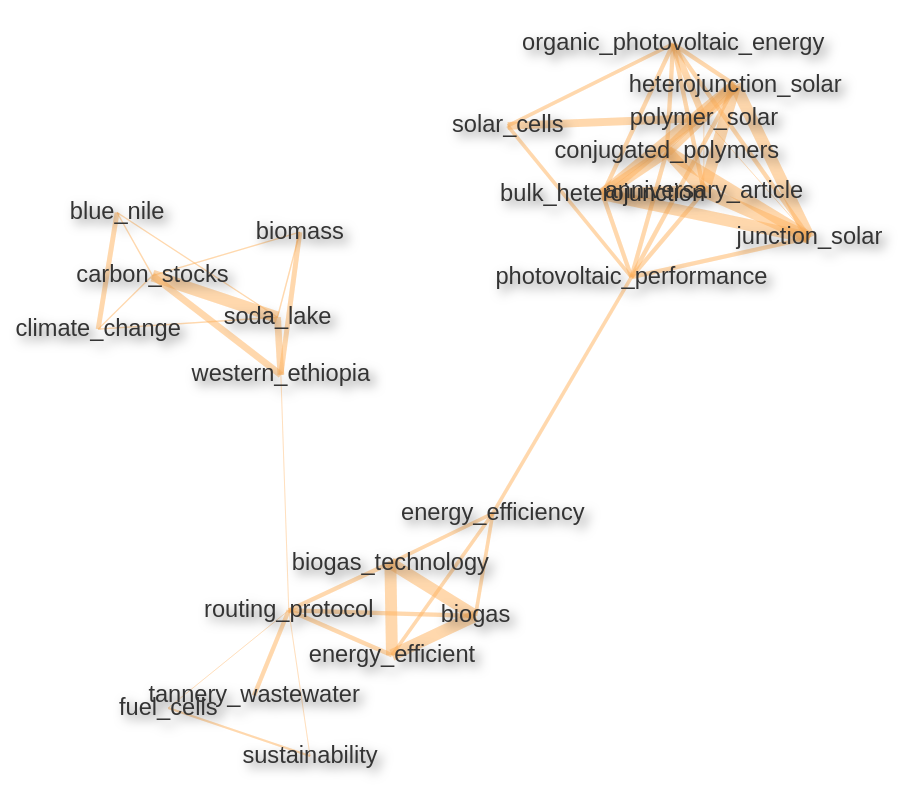 organic_photovoltaic_energy
heterojunction_solar
polymer_solar
solar_cells
conjugated_polymers
bulk_heterojunction
anniversary_article
junction_solar
photovoltaic_performance
blue_nile
biomass
carbon_stocks
soda_lake
climate_change
western_ethiopia
energy_efficiency
biogas_technology
routing_protocol
biogas
energy_efficient
tannery_wastewater
fuel_cells
sustainability